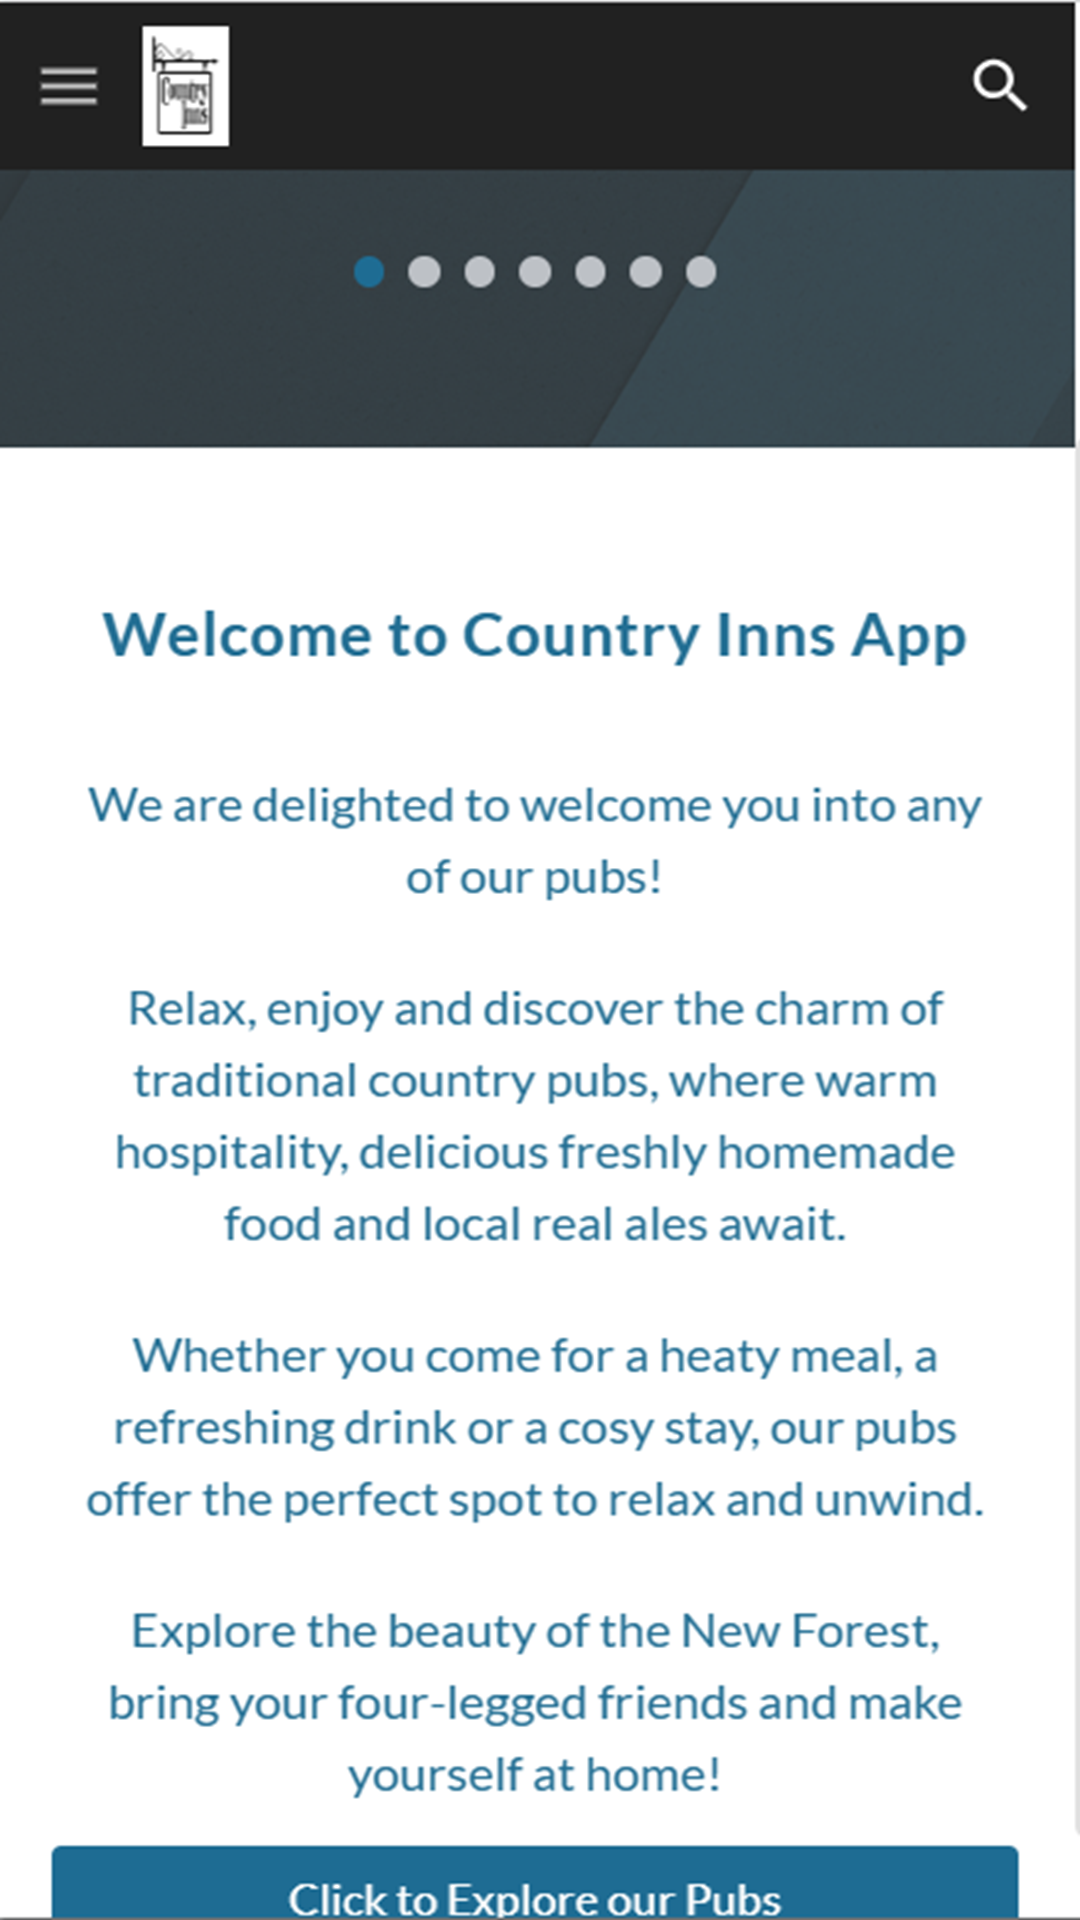 Country
Inns
Welcome to Country Inns App
We are delighted to welcome you into any
of our pubs!
Relax, enjoy and discover the charm of
traditional country pubs, where warm
hospitality, delicious freshly homemade
food and local real ales await.
Whether you come for a heaty meal, a
refreshing drink or a cosy stay, our pubs
offer the perfect spot to relax and unwind.
Explore the beauty of the New Forest,
bring your four-legged friends and make
yourself at home!
Click to Explore our Pubs